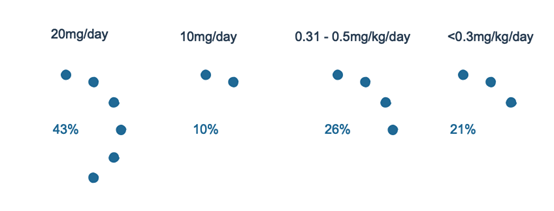 20mg/day
10mg/day
0.31 - 0.5mg/kg/day
<0.3mg/kg/day
43%
10%
26%
21%